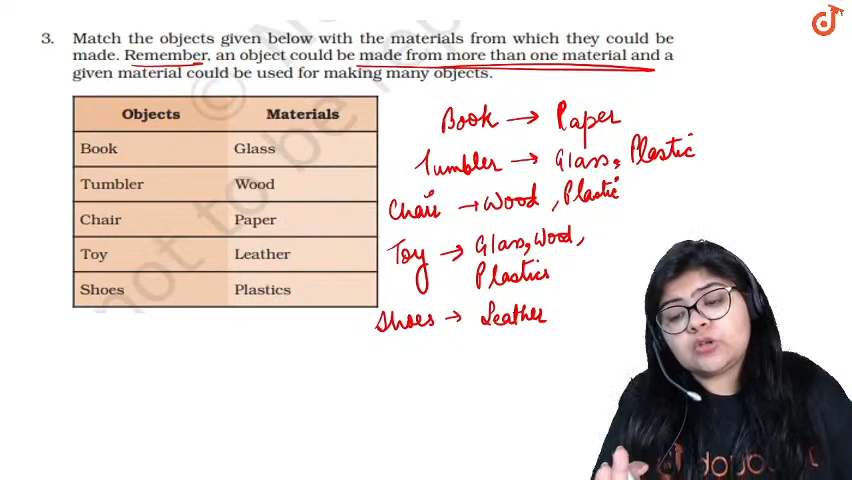 3. Match the objects given below with the materials from which they could be
made. Remember, an object could be made from more than one material and a
given material could be used for making many objects.
Objects Materials
Book Glass
Tumbler Wood
Chair Paper
Toy Leather
Shoes Plastics
Book → Paper
Tumbler → Glass, Plastic
Chair → Wood, Plastic
Toy → Glass, Wood,
Plastics
Shoes → Leather
not to be